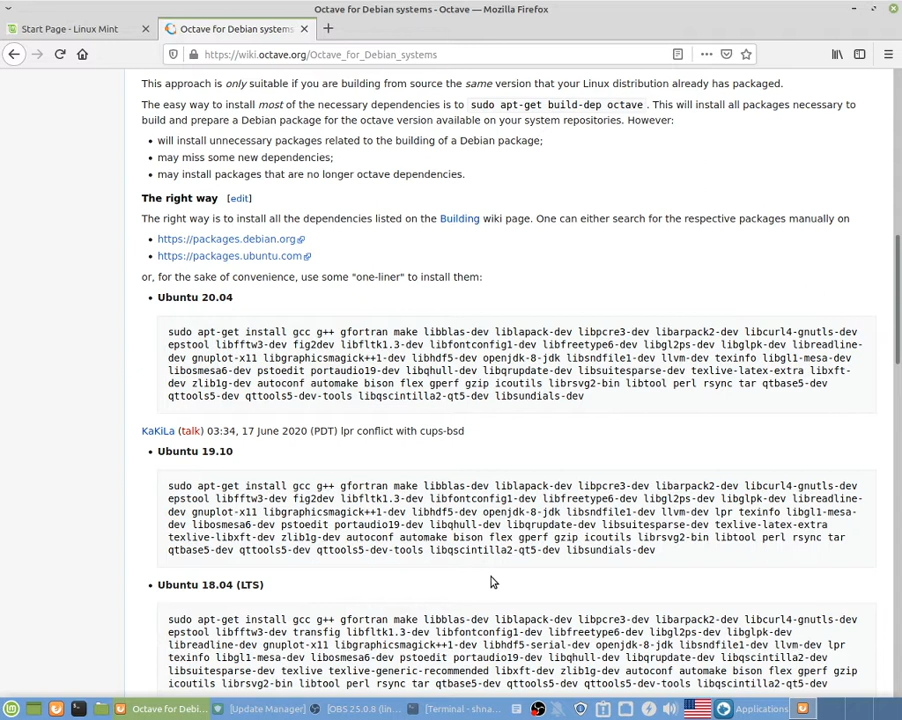 Octave for Debian systems - Octave — Mozilla Firefox
Start Page - Linux Mint
Octave for Debian systems
https://wiki.octave.org/Octave_for_Debian_systems
This approach is only suitable if you are building from source the same version that your Linux distribution already has packaged.
The easy way to install most of the necessary dependencies is to sudo apt-get build-dep octave . This will install all packages necessary to
build and prepare a Debian package for the octave version available on your system repositories. However:
will install unnecessary packages related to the building of a Debian package;
may miss some new dependencies;
may install packages that are no longer octave dependencies.
The right way [edit]
The right way is to install all the dependencies listed on the Building wiki page. One can either search for the respective packages manually on
https://packages.debian.org
https://packages.ubuntu.com
or, for the sake of convenience, use some "one-liner" to install them:
Ubuntu 20.04
sudo apt-get install gcc g++ gfortran make libblas-dev liblapack-dev libpcre3-dev libarpack2-dev libcurl4-gnutls-dev
epstool libfftw3-dev fig2dev libfltk1.3-dev libfontconfig1-dev libfreetype6-dev libgl2ps-dev libglpk-dev libreadline-
dev gnuplot-x11 libgraphicsmagick++1-dev libhdf5-dev openjdk-8-jdk libsndfile1-dev llvm-dev texinfo libgl1-mesa-dev
libosmesa6-dev pstoedit portaudio19-dev libqhull-dev libqrupdate-dev libsuitesparse-dev texlive-latex-extra libxft-
dev zlib1g-dev autoconf automake bison flex gperf gzip icoutils librsvg2-bin libtool perl rsync tar qtbase5-dev
qttools5-dev qttools5-dev-tools libqscintilla2-qt5-dev libsundials-dev
KaKiLa (talk) 03:34, 17 June 2020 (PDT) lpr conflict with cups-bsd
Ubuntu 19.10
sudo apt-get install gcc g++ gfortran make libblas-dev liblapack-dev libpcre3-dev libarpack2-dev libcurl4-gnutls-dev
epstool libfftw3-dev fig2dev libfltk1.3-dev libfontconfig1-dev libfreetype6-dev libgl2ps-dev libglpk-dev libreadline-
dev gnuplot-x11 libgraphicsmagick++1-dev libhdf5-dev openjdk-8-jdk libsndfile1-dev llvm-dev lpr texinfo libgl1-mesa-
dev libosmesa6-dev pstoedit portaudio19-dev libqhull-dev libqrupdate-dev libsuitesparse-dev texlive-latex-extra
texlive-libxft-dev zlib1g-dev autoconf automake bison flex gperf gzip icoutils librsvg2-bin libtool perl rsync tar
qtbase5-dev qttools5-dev qttools5-dev-tools libqscintilla2-qt5-dev libsundials-dev
Ubuntu 18.04 (LTS)
sudo apt-get install gcc g++ gfortran make libblas-dev liblapack-dev libpcre3-dev libarpack2-dev libcurl4-gnutls-dev
epstool libfftw3-dev transfig libfltk1.3-dev libfontconfig1-dev libfreetype6-dev libgl2ps-dev libglpk-dev
libreadline-dev gnuplot-x11 libgraphicsmagick++1-dev libhdf5-serial-dev openjdk-8-jdk libsndfile1-dev llvm-dev lpr
texinfo libgl1-mesa-dev libosmesa6-dev pstoedit portaudio19-dev libqhull-dev libqrupdate-dev libqscintilla2-dev
libsuitesparse-dev texlive texlive-generic-recommended libxft-dev zlib1g-dev autoconf automake bison flex gperf gzip
icoutils librsvg2-bin libtool perl rsync tar qtbase5-dev qttools5-dev qttools5-dev-tools libqscintilla2-qt5-dev
Octave for Debi... [Update Manager] [OBS 25.0.8 (lin... [Terminal - shna... Applications